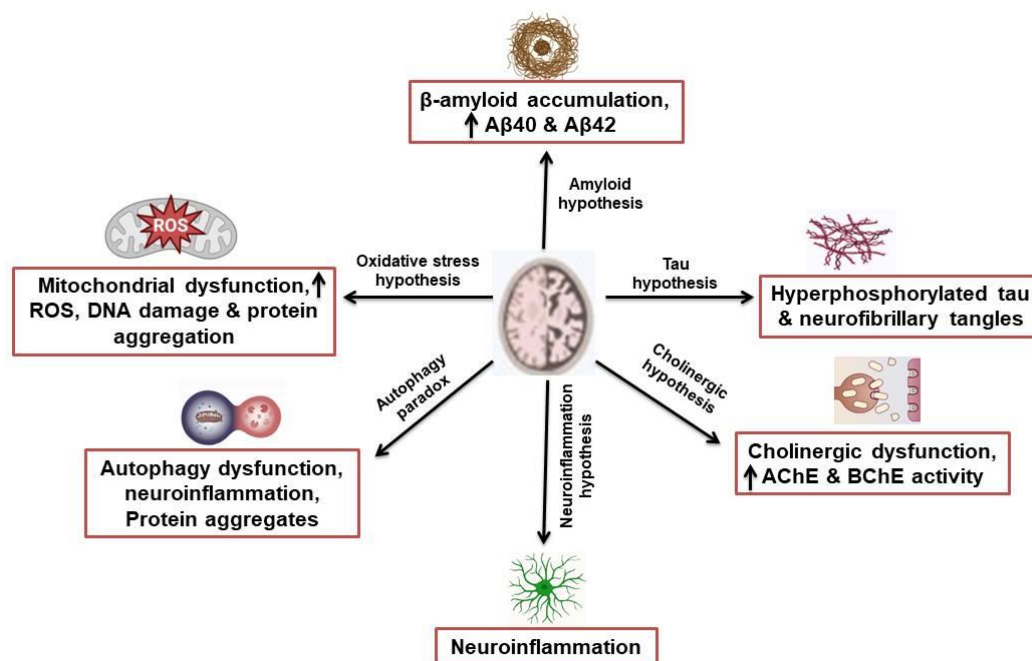 β-amyloid accumulation,
↑ Aβ40 & Aβ42
Amyloid
hypothesis
ROS
Oxidative stress
hypothesis
Mitochondrial dysfunction, ↑
ROS, DNA damage & protein
aggregation
Tau
hypothesis
Hyperphosphorylated tau
& neurofibrillary tangles
Autophagy
paradox
Autophagy dysfunction,
neuroinflammation,
Protein aggregates
Cholinergic
hypothesis
Cholinergic dysfunction,
↑ AChE & BChE activity
Neuroinflammation
hypothesis
Neuroinflammation